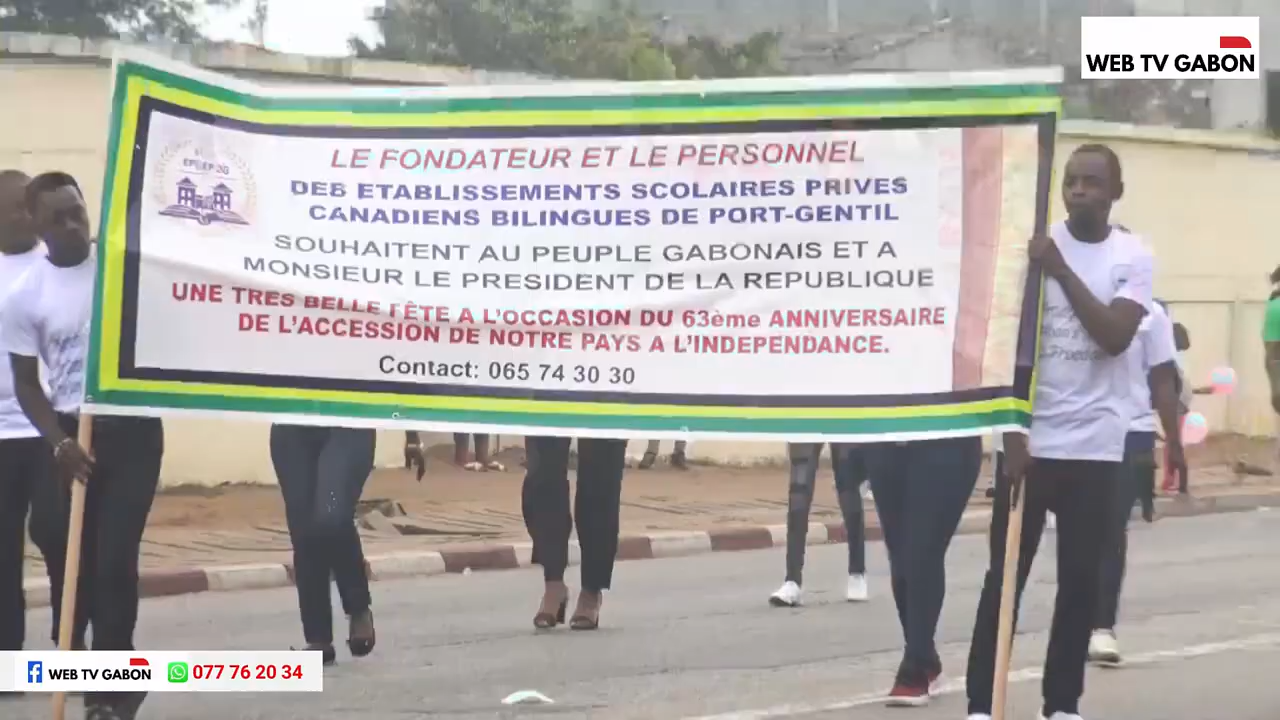 WEB TV GABON
LE FONDATEUR ET LE PERSONNEL
DES ETABLISSEMENTS SCOLAIRES PRIVES
CANADIENS BILINGUES DE PORT-GENTIL
SOUHAITENT AU PEUPLE GABONAIS ET A
MONSIEUR LE PRESIDENT DE LA REPUBLIQUE
UNE TRES BELLE FÊTE A L'OCCASION DU 63ème ANNIVERSAIRE
DE L'ACCESSION DE NOTRE PAYS A L'INDEPENDANCE.
Contact: 065 74 30 30
WEB TV GABON 077 76 20 34